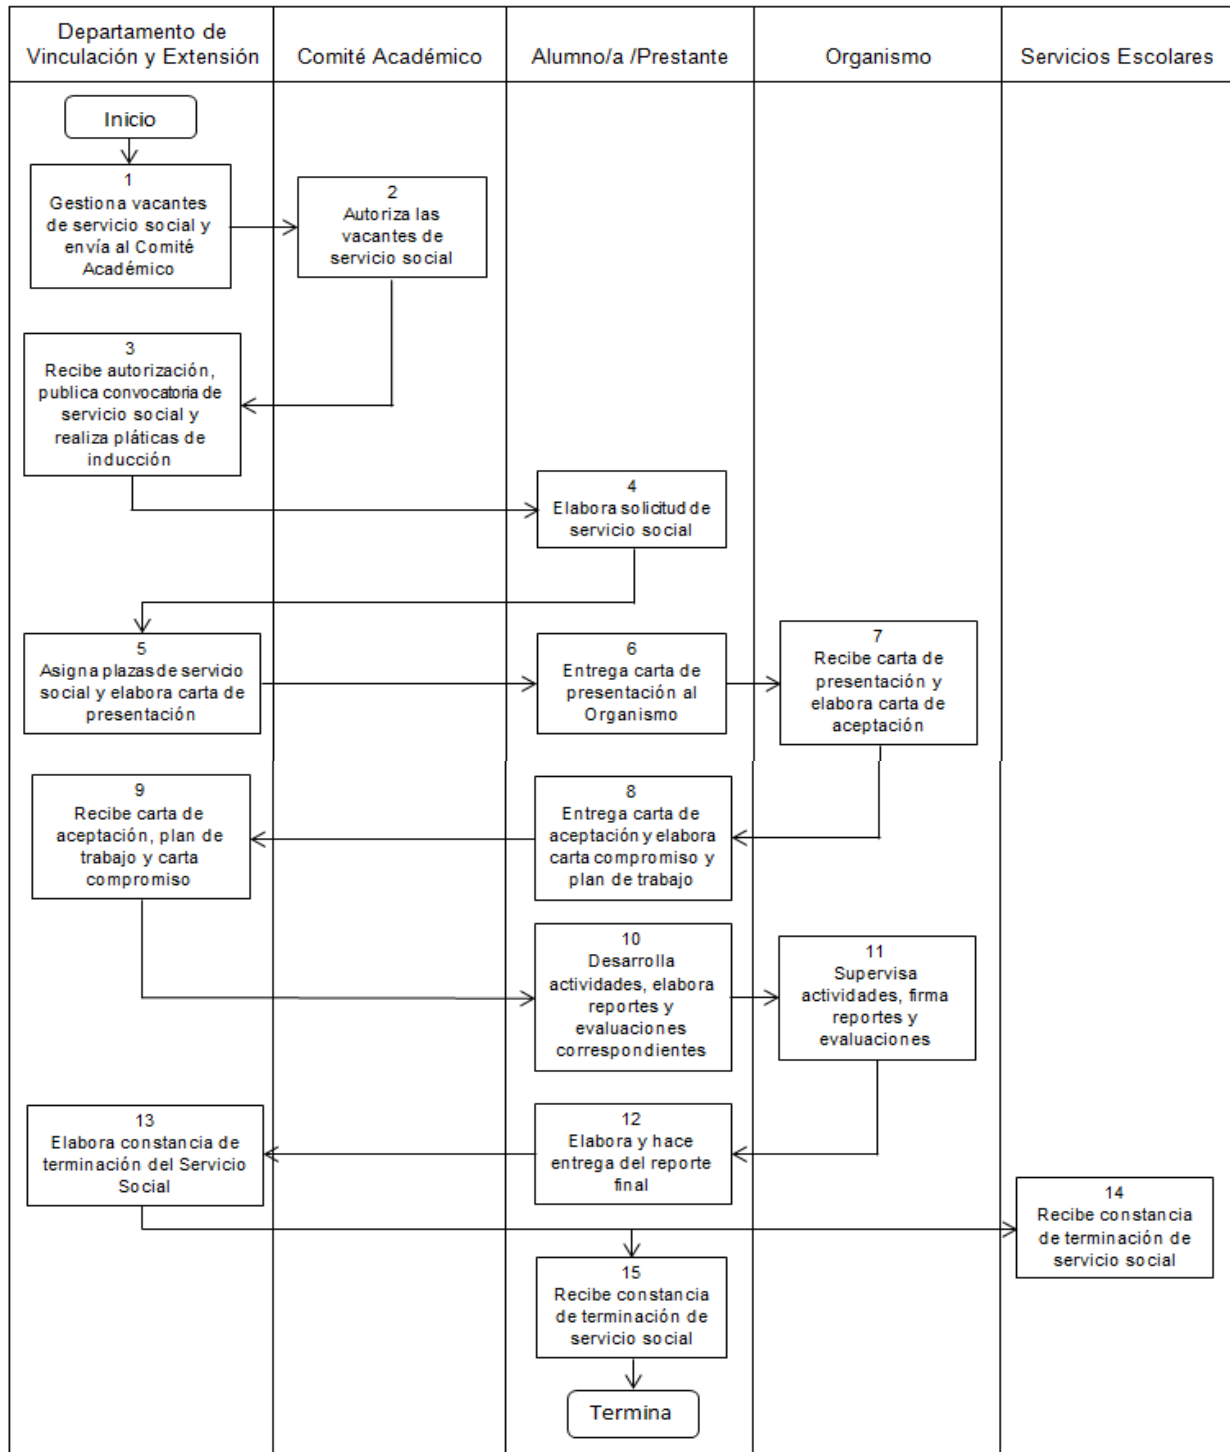 Departamento de
Vinculación y Extensión
Comité Académico
Alumno/a /Prestante
Organismo
Servicios Escolares
Inicio
1
Gestiona vacantes
de servicio social y
envía al Comité
Académico
2
Autoriza las
vacantes de
servicio social
3
Recibe autorización,
publica convocatoria de
servicio social y
realiza pláticas de
inducción
4
Elabora solicitud de
servicio social
5
Asigna plazas de servicio
social y elabora carta de
presentación
6
Entrega carta de
presentación al
Organismo
7
Recibe carta de
presentación y
elabora carta de
aceptación
8
Entrega carta de
aceptación y elabora
carta compromiso y
plan de trabajo
9
Recibe carta de
aceptación, plan de
trabajo y carta
compromiso
10
Desarrolla
actividades, elabora
reportes y
evaluaciones
correspondientes
11
Supervisa
actividades, firma
reportes y
evaluaciones
12
Elabora y hace
entrega del reporte
final
13
Elabora constancia de
terminación del Servicio
Social
14
Recibe constancia
de terminación de
servicio social
15
Recibe constancia
de terminación de
servicio social
Termina